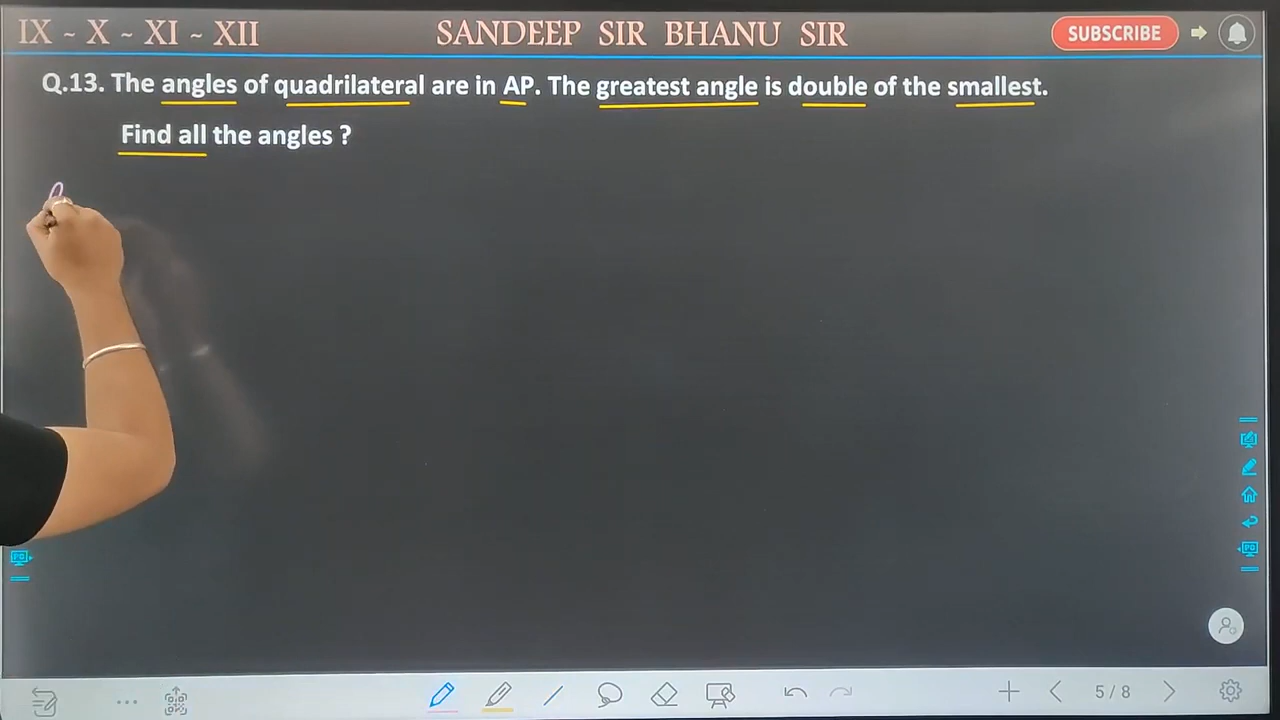 IX ~ X ~ XI ~ XII
SANDEEP SIR BHANU SIR
SUBSCRIBE
Q.13. The angles of quadrilateral are in AP. The greatest angle is double of the smallest.
Find all the angles ?
5 / 8